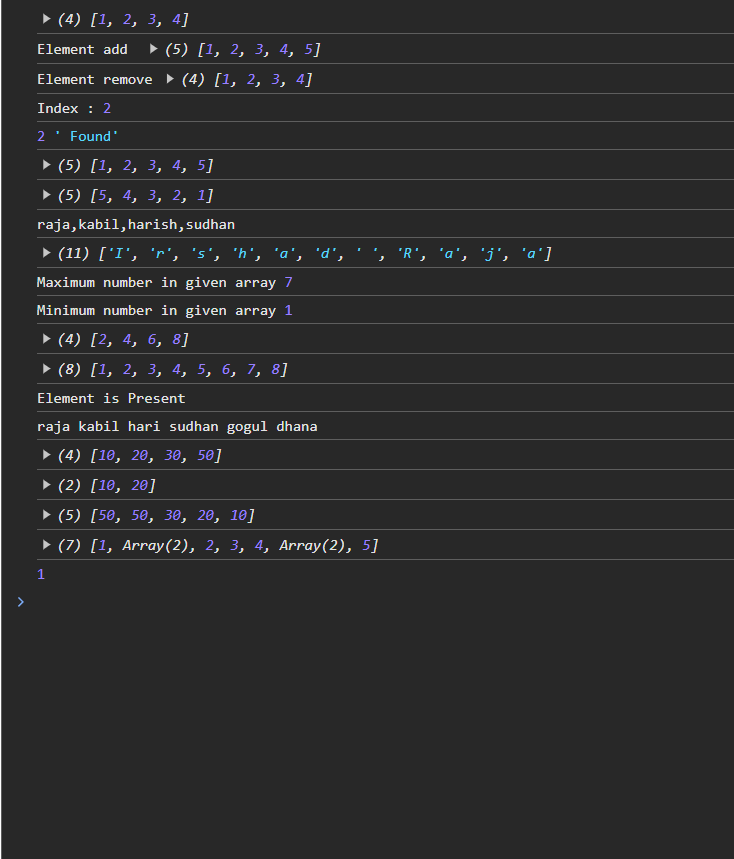 ▶ (4) [1, 2, 3, 4]
Element add ▶ (5) [1, 2, 3, 4, 5]
Element remove ▶ (4) [1, 2, 3, 4]
Index : 2
2 ' Found'
▶ (5) [1, 2, 3, 4, 5]
▶ (5) [5, 4, 3, 2, 1]
raja,kabil,harish,sudhan
▶ (11) ['I', 'r', 's', 'h', 'a', 'd', ' ', 'R', 'a', 'j', 'a']
Maximum number in given array 7
Minimum number in given array 1
▶ (4) [2, 4, 6, 8]
▶ (8) [1, 2, 3, 4, 5, 6, 7, 8]
Element is Present
raja kabil hari sudhan gogul dhana
▶ (4) [10, 20, 30, 50]
▶ (2) [10, 20]
▶ (5) [50, 50, 30, 20, 10]
▶ (7) [1, Array(2), 2, 3, 4, Array(2), 5]
1
>